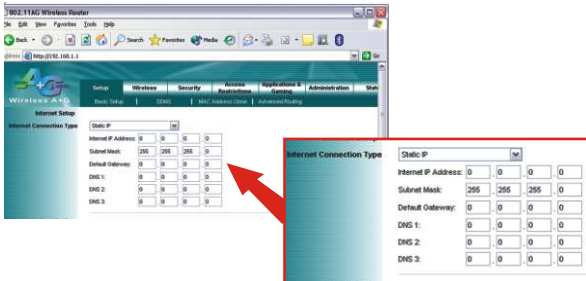 802.11AG Wireless Router
File Edit View Favorites Tools Help
Back Search Favorites Media
Address http://192.168.1.1 Go
A+G
Wireless A+G
Setup Wireless Security Access Restrictions Applications & Gaming Administration Stat
Basic Setup | DDNS | MAC Address Clone | Advanced Routing
Internet Setup
Internet Connection Type Static IP
Internet IP Address: 0 . 0 . 0 . 0
Subnet Mask: 255 . 255 . 255 . 0
Default Gateway: 0 . 0 . 0 . 0
DNS 1: 0 . 0 . 0 . 0
DNS 2: 0 . 0 . 0 . 0
DNS 3: 0 . 0 . 0 . 0
Internet Connection Type Static IP
Internet IP Address: 0 . 0 . 0 . 0
Subnet Mask: 255 . 255 . 255 . 0
Default Gateway: 0 . 0 . 0 . 0
DNS 1: 0 . 0 . 0 . 0
DNS 2: 0 . 0 . 0 . 0
DNS 3: 0 . 0 . 0 . 0